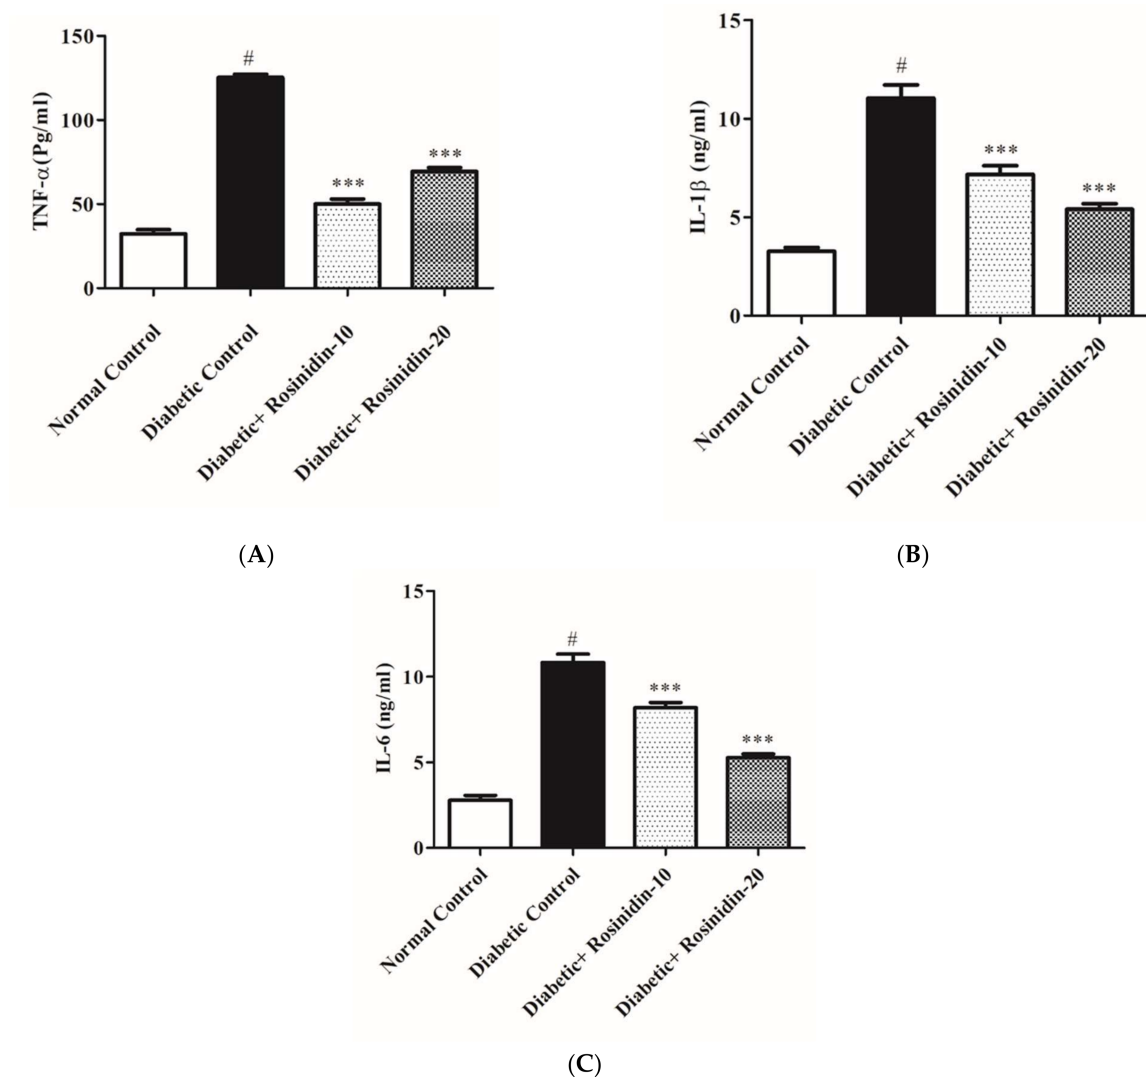 150
100
50
0
TNF-α(Pg/ml)
#
***
***
Normal Control
Diabetic Control
Diabetic+ Rosinidin-10
Diabetic+ Rosinidin-20
(A)
15
10
5
0
IL-1β (ng/ml)
#
***
***
Normal Control
Diabetic Control
Diabetic+ Rosinidin-10
Diabetic+ Rosinidin-20
(B)
15
10
5
0
IL-6 (ng/ml)
#
***
***
Normal Control
Diabetic Control
Diabetic+ Rosinidin-10
Diabetic+ Rosinidin-20
(C)